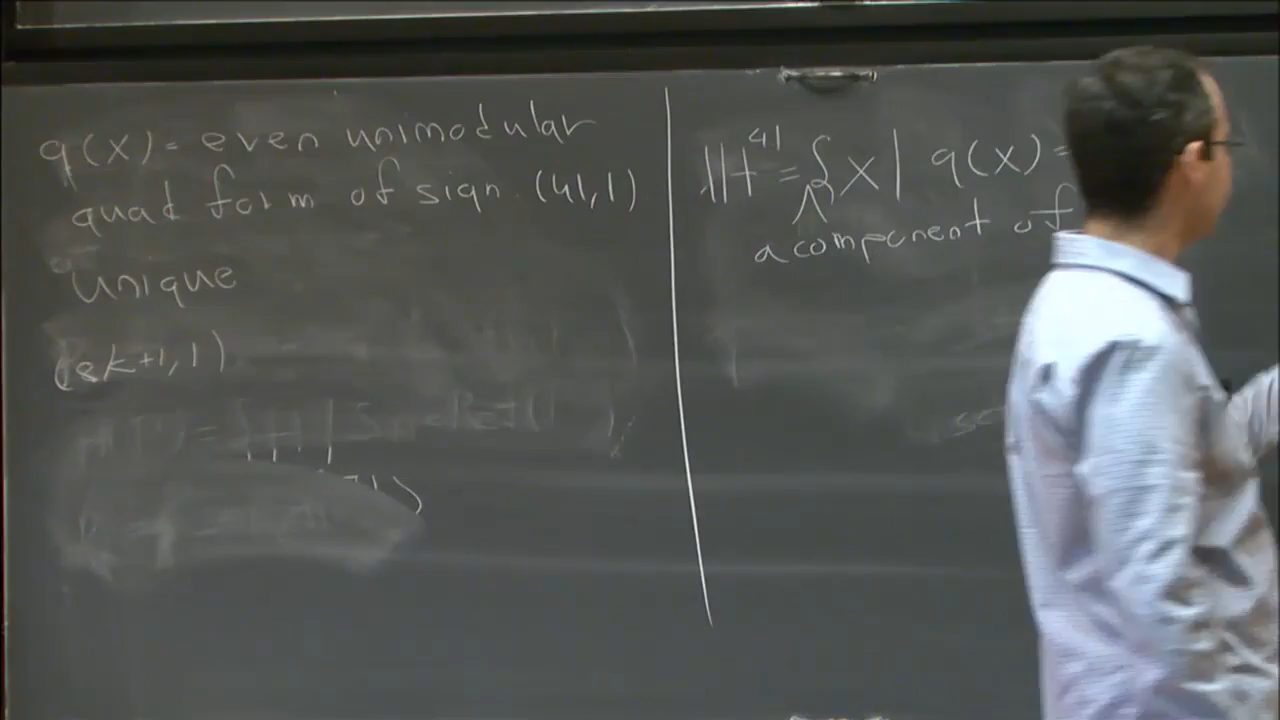 q(X) = even unimodular
quad form of sign. (41,1)
unique
(8k+1, 1)
ℍ⁴¹ = { X | q(X) =
a component of